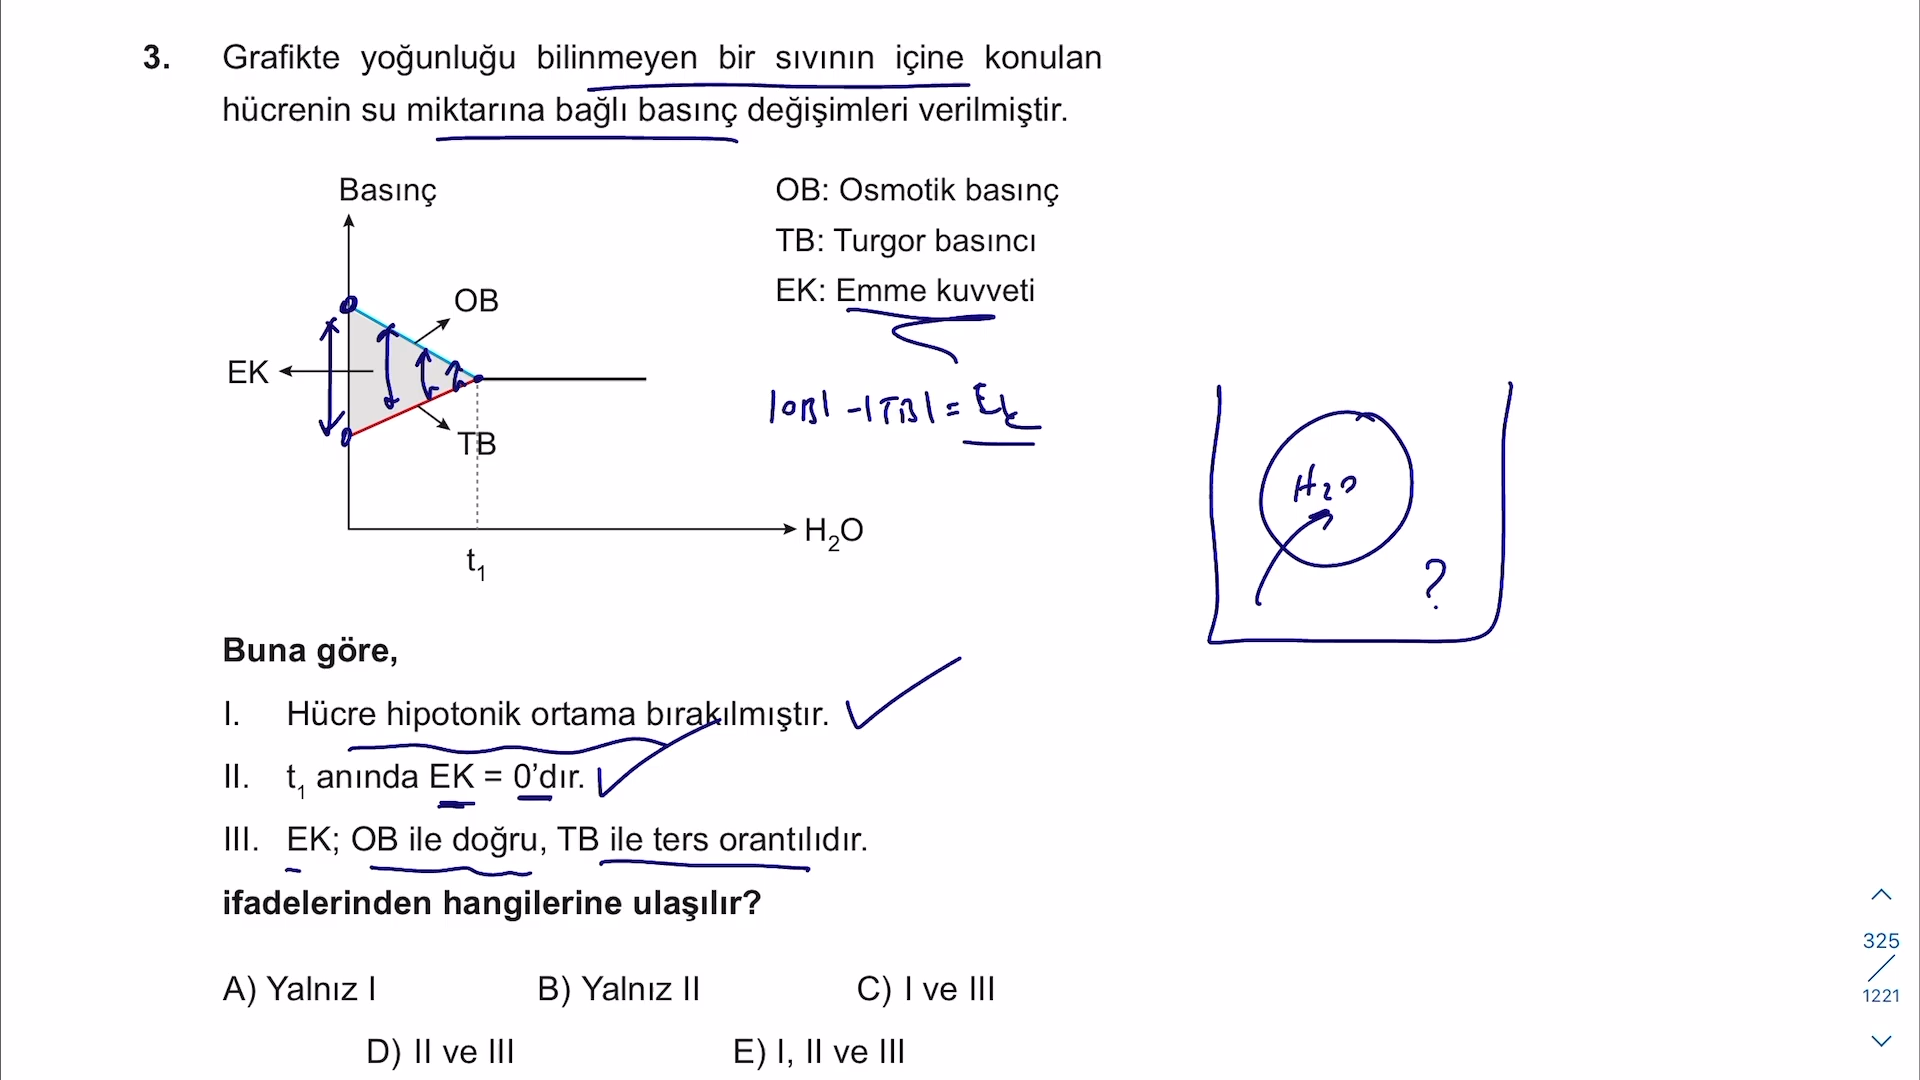 3. Grafikte yoğunluğu bilinmeyen bir sıvının içine konulan
hücrenin su miktarına bağlı basınç değişimleri verilmiştir.
Basınç
OB
EK
TB
t1
H2O
OB: Osmotik basınç
TB: Turgor basıncı
EK: Emme kuvveti
|OB| - |TB| = Ek
H2O
?
Buna göre,
I. Hücre hipotonik ortama bırakılmıştır.
II. t1 anında EK = 0’dır.
III. EK; OB ile doğru, TB ile ters orantılıdır.
ifadelerinden hangilerine ulaşılır?
A) Yalnız I B) Yalnız II C) I ve III
D) II ve III E) I, II ve III
325
1221